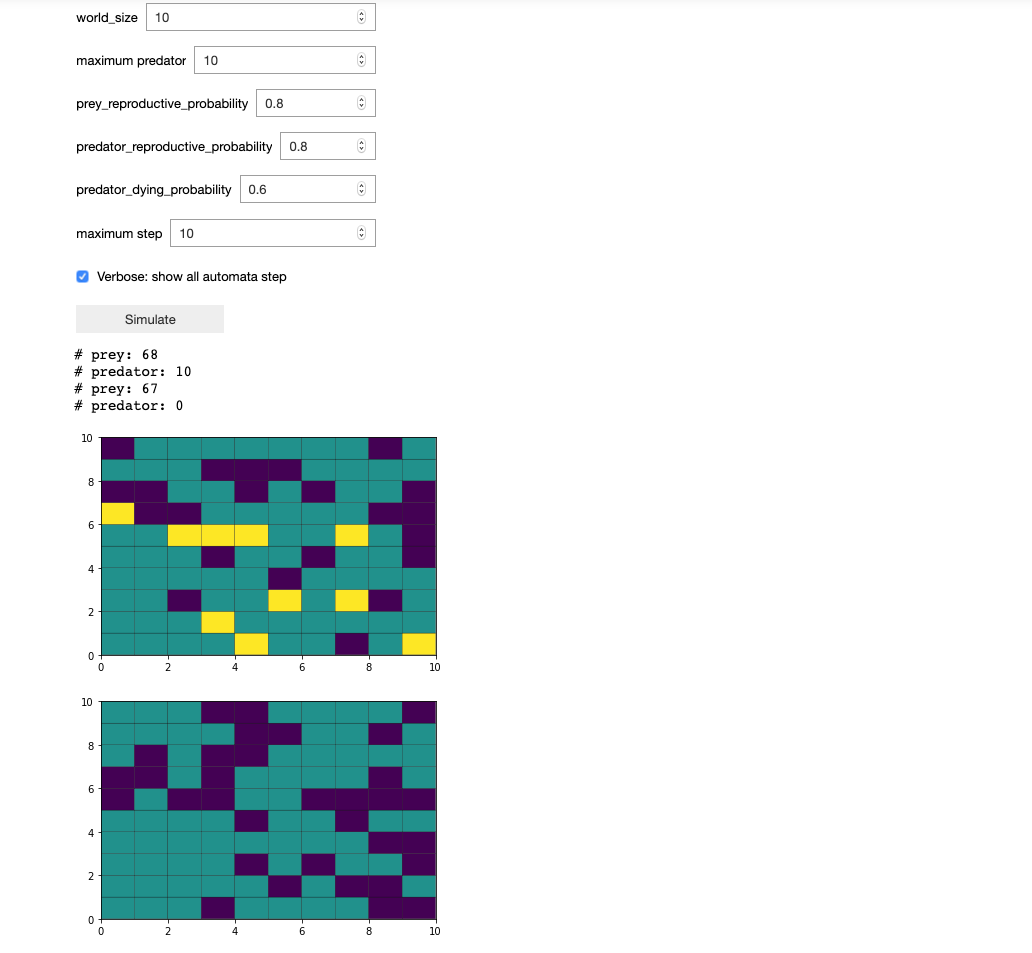 world_size 10
maximum predator 10
prey_reproductive_probability 0.8
predator_reproductive_probability 0.8
predator_dying_probability 0.6
maximum step 10
Verbose: show all automata step
Simulate
# prey: 68
# predator: 10
# prey: 67
# predator: 0
10
8
6
4
2
0
0 2 4 6 8 10
10
8
6
4
2
0
0 2 4 6 8 10